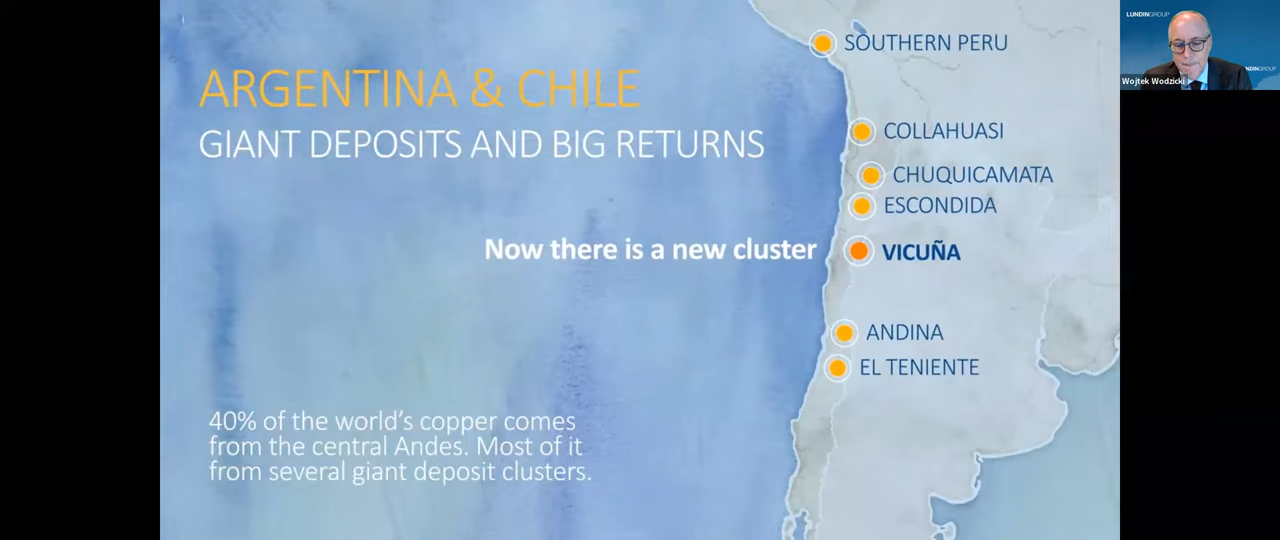 ARGENTINA & CHILE
GIANT DEPOSITS AND BIG RETURNS
SOUTHERN PERU
COLLAHUASI
CHUQUICAMATA
ESCONDIDA
Now there is a new cluster
VICUÑA
ANDINA
EL TENIENTE
40% of the world’s copper comes
from the central Andes. Most of it
from several giant deposit clusters.
LUNDINGROUP
NDINGROUP
Wojtek Wodzicki